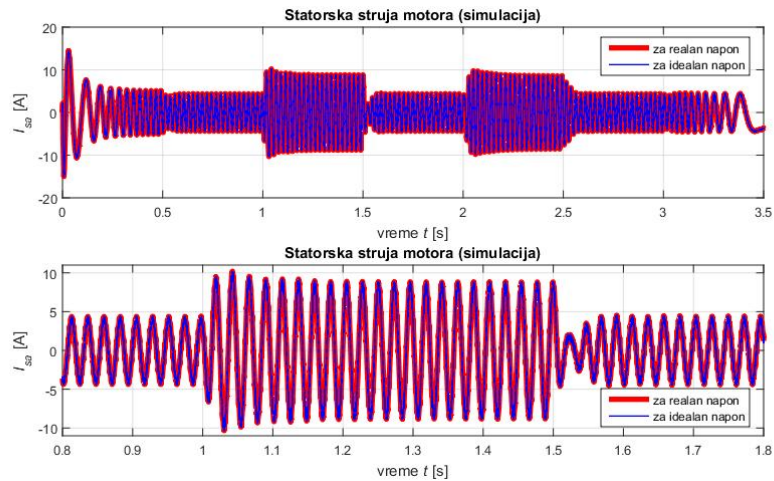 Statorska struja motora (simulacija)
20
10
0
-10
-20
I sa [A]
za realan napon
za idealan napon
0 0.5 1 1.5 2 2.5 3 3.5
vreme t [s]
Statorska struja motora (simulacija)
10
5
0
-5
-10
I sa [A]
za realan napon
za idealan napon
0.8 0.9 1 1.1 1.2 1.3 1.4 1.5 1.6 1.7 1.8
vreme t [s]